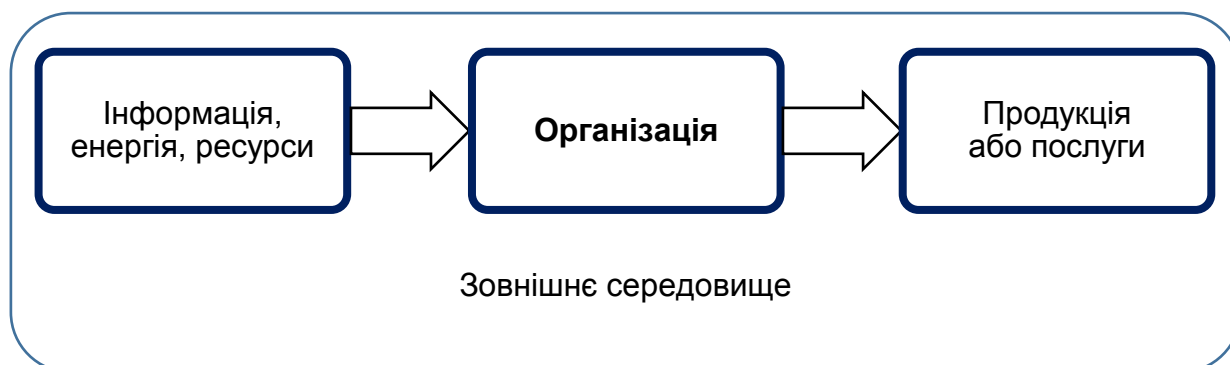 Інформація,
енергія, ресурси
Організація
Продукція
або послуги
Зовнішнє середовище